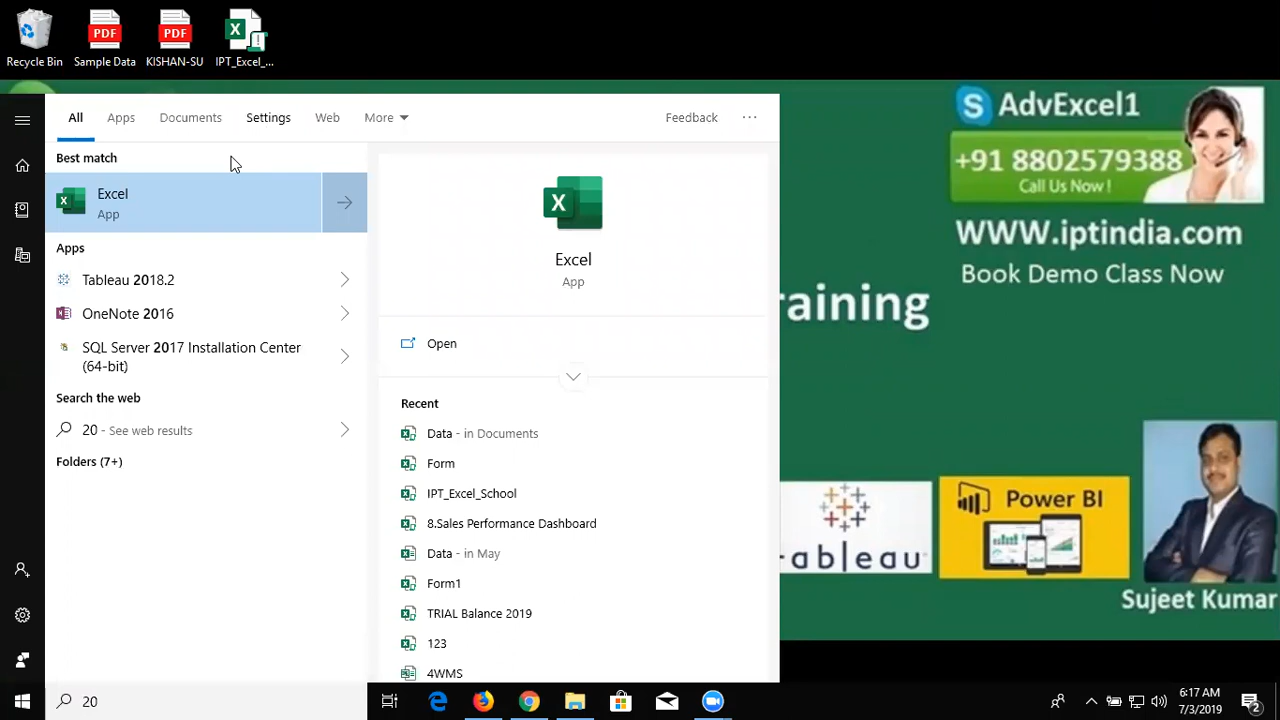 Recycle Bin
Sample Data
KISHAN-SU
IPT_Excel_...
PDF
PDF
All
Apps
Documents
Settings
Web
More
Feedback
Best match
Excel
App
Apps
Tableau 2018.2
OneNote 2016
SQL Server 2017 Installation Center
(64-bit)
Search the web
20 - See web results
Folders (7+)
Excel
App
Open
Recent
Data - in Documents
Form
IPT_Excel_School
8.Sales Performance Dashboard
Data - in May
Form1
TRIAL Balance 2019
123
4WMS
AdvExcel1
+91 8802579388
Call Us Now !
WWW.iptindia.com
Book Demo Class Now
raining
ableau
Power BI
Sujeet Kumar
20
6:17 AM
7/3/2019
2